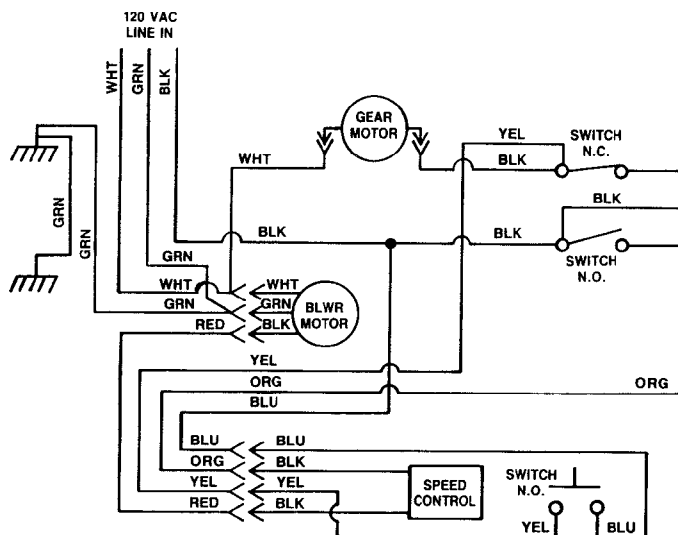 120 VAC
LINE IN
WHT
GRN
BLK
GEAR
MOTOR
YEL
SWITCH
N.C.
WHT
BLK
BLK
GRN
GRN
BLK
BLK
SWITCH
N.O.
GRN
WHT
WHT
GRN
GRN
BLWR
MOTOR
RED
BLK
YEL
ORG
ORG
BLU
BLU
BLU
ORG
BLK
SPEED
CONTROL
SWITCH
N.O.
YEL
YEL
RED
BLK
YEL
BLU